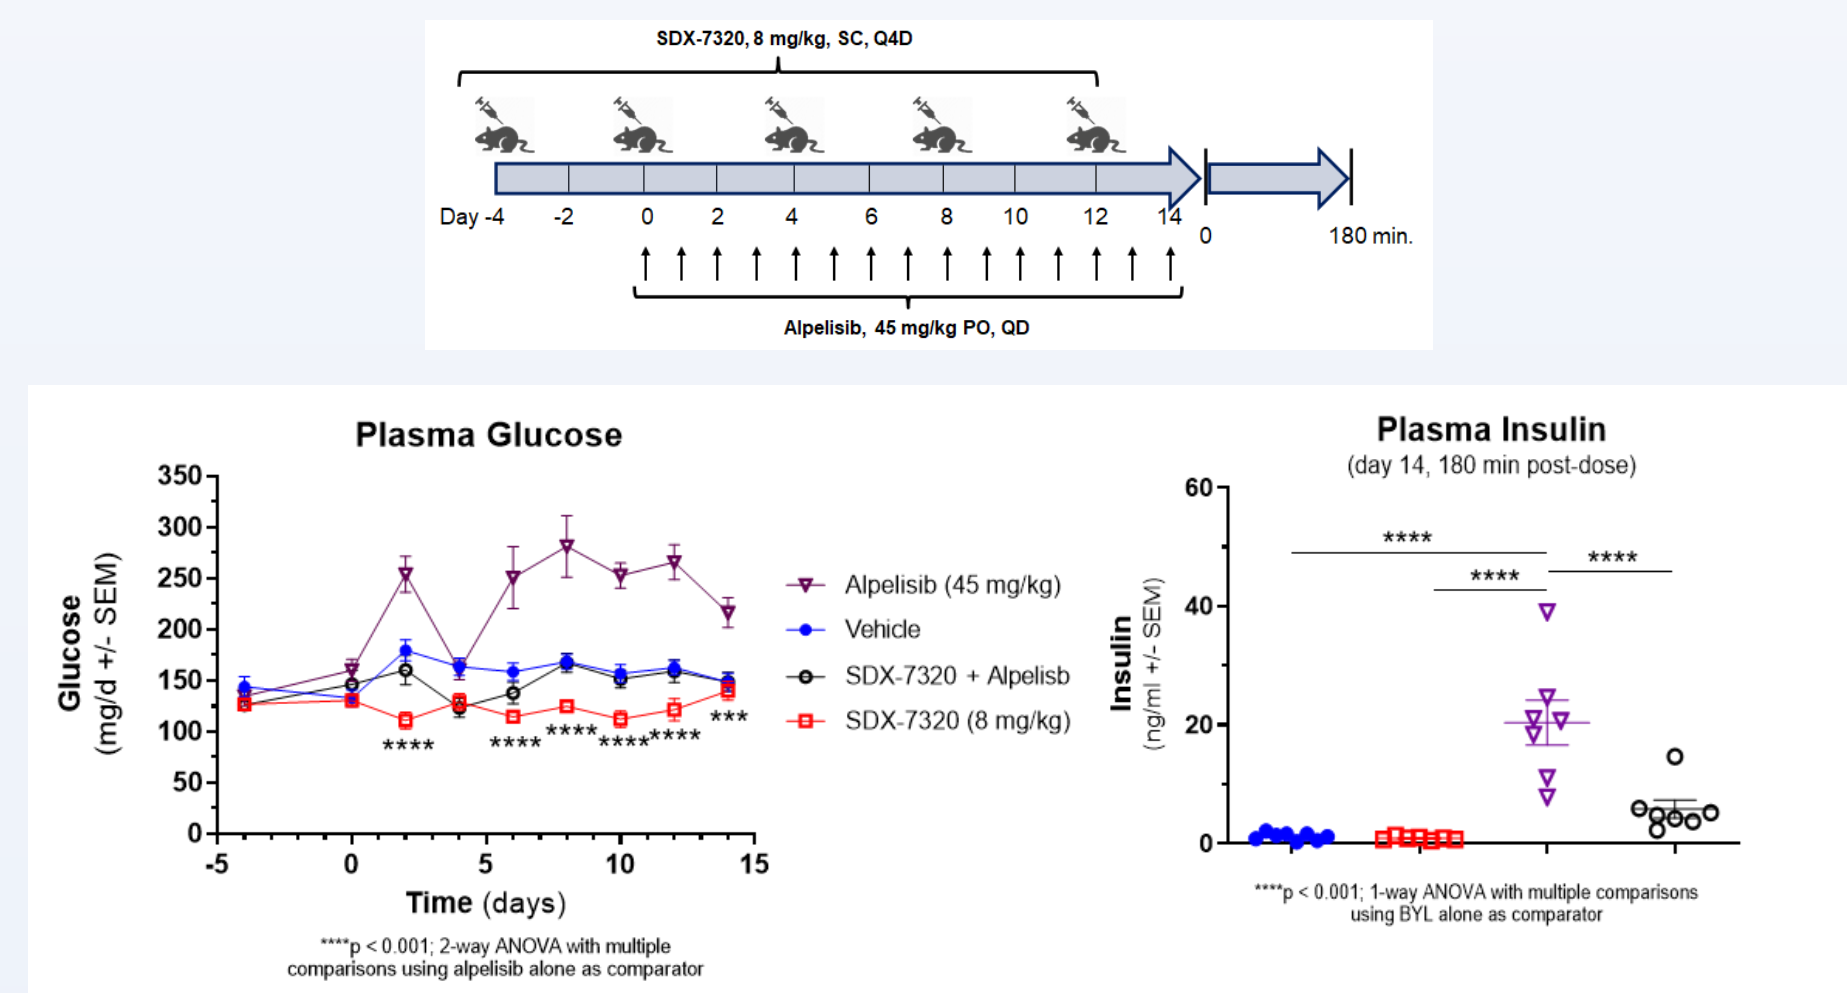 SDX-7320, 8 mg/kg, SC, Q4D
Day -4 -2 0 2 4 6 8 10 12 14
0 180 min.
Alpelisib, 45 mg/kg PO, QD
Plasma Glucose
350
300
250
200
150
100
50
0
Glucose
(mg/d +/- SEM)
**** **** **** **** **** ***
-5 0 5 10 15
Time (days)
****p < 0.001; 2-way ANOVA with multiple
comparisons using alpelisib alone as comparator
Alpelisib (45 mg/kg)
Vehicle
SDX-7320 + Alpelisb
SDX-7320 (8 mg/kg)
Plasma Insulin
(day 14, 180 min post-dose)
60
40
20
0
Insulin
(ng/ml +/- SEM)
****
****
****
****p < 0.001; 1-way ANOVA with multiple comparisons
using BYL alone as comparator